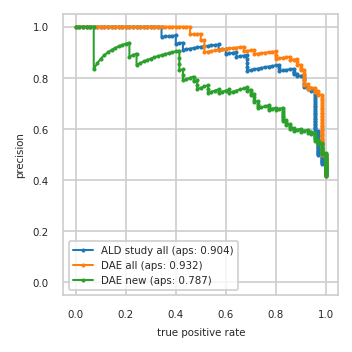 1.0
0.8
0.6
0.4
0.2
0.0
precision
ALD study all (aps: 0.904)
DAE all (aps: 0.932)
DAE new (aps: 0.787)
0.0 0.2 0.4 0.6 0.8 1.0
true positive rate